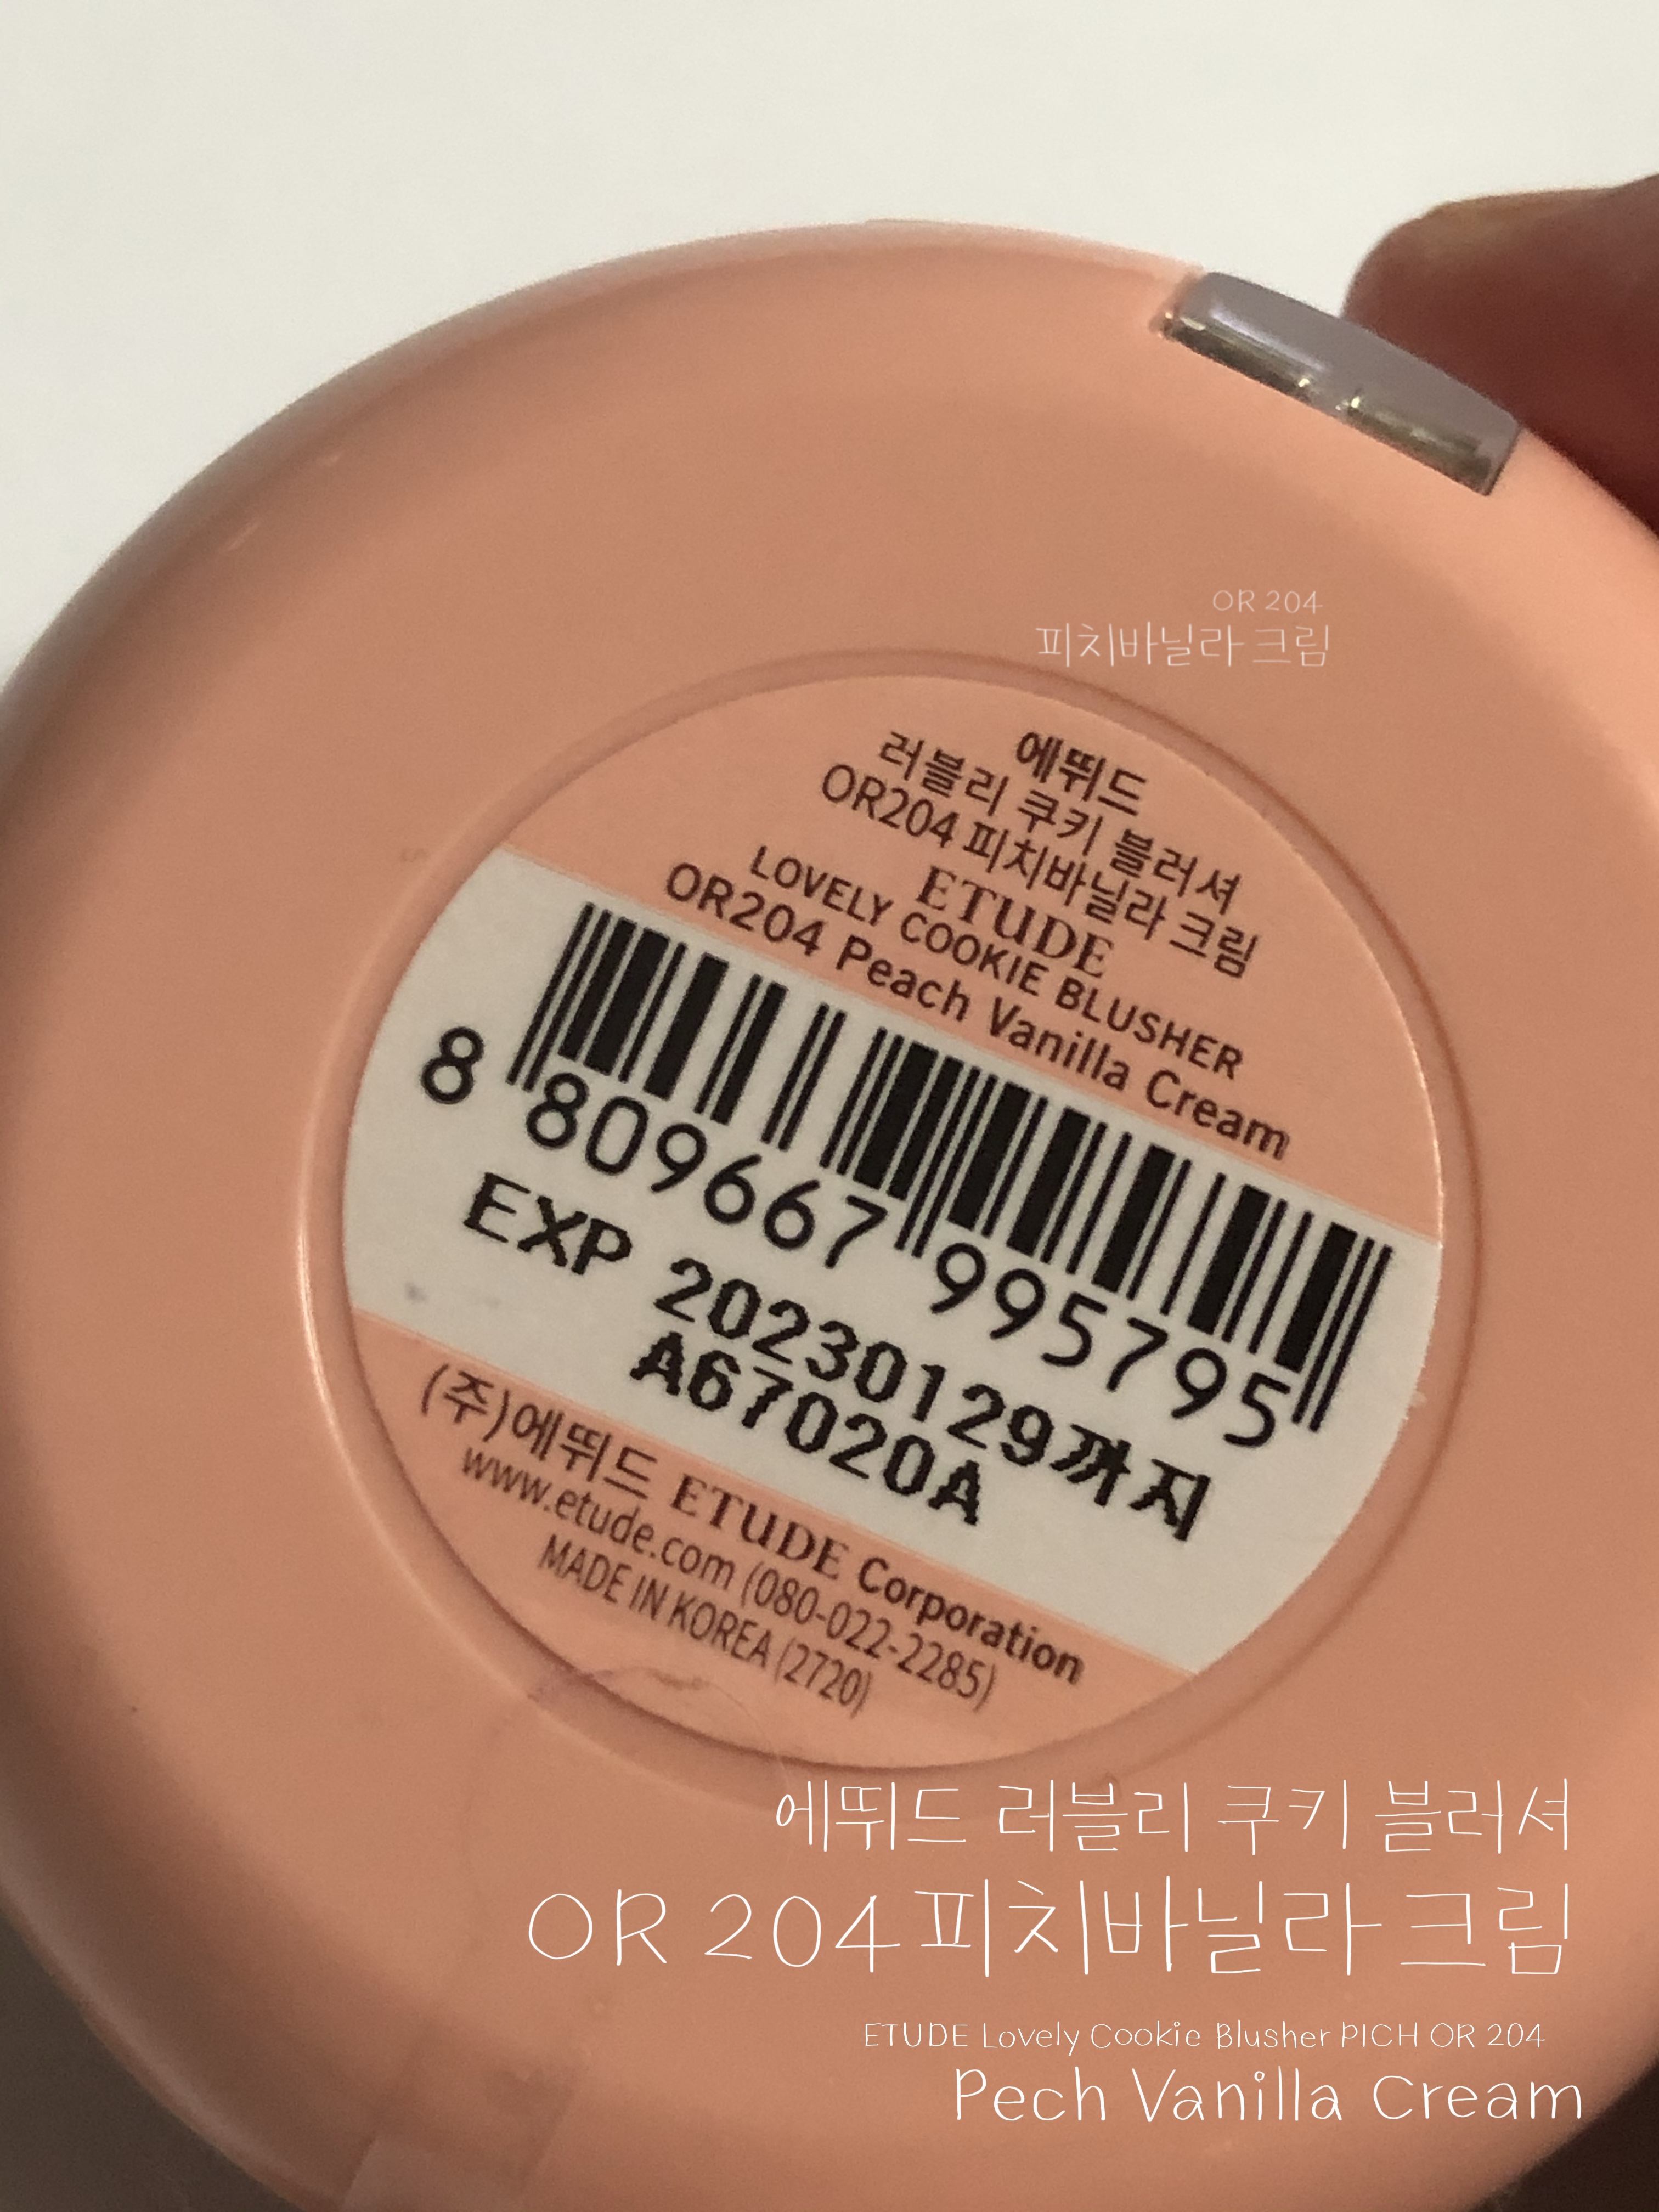 OR 204
피치바닐라 크림
에뛰드
러블리 쿠키 블러셔
OR204 피치바닐라 크림
ETUDE
LOVELY COOKIE BLUSHER
OR204 Peach Vanilla Cream
8 809667 995795
EXP 20230129까지
A67020A
(주)에뛰드 ETUDE Corporation
www.etude.com (080-022-2285)
MADE IN KOREA (2720)
에뛰드 러블리 쿠키 블러셔
OR 204 피치바닐라 크림
ETUDE Lovely Cookie Blusher PICH OR 204
Pech Vanilla Cream